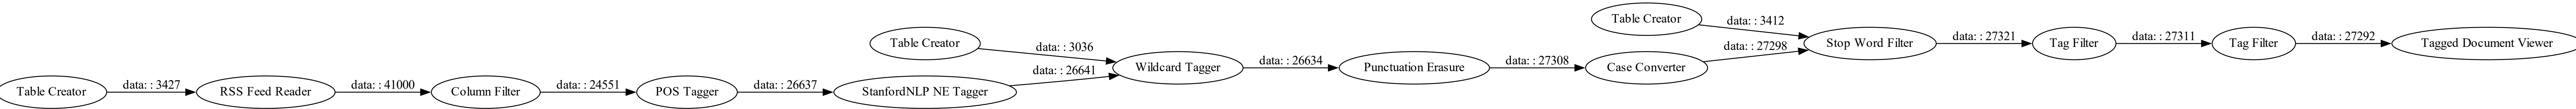 Table Creator
data: : 3427
RSS Feed Reader
data: : 41000
Column Filter
data: : 24551
POS Tagger
data: : 26637
StanfordNLP NE Tagger
data: : 26641
Table Creator
data: : 3036
Wildcard Tagger
data: : 26634
Punctuation Erasure
data: : 27308
Case Converter
data: : 27298
Table Creator
data: : 3412
Stop Word Filter
data: : 27321
Tag Filter
data: : 27311
Tag Filter
data: : 27292
Tagged Document Viewer